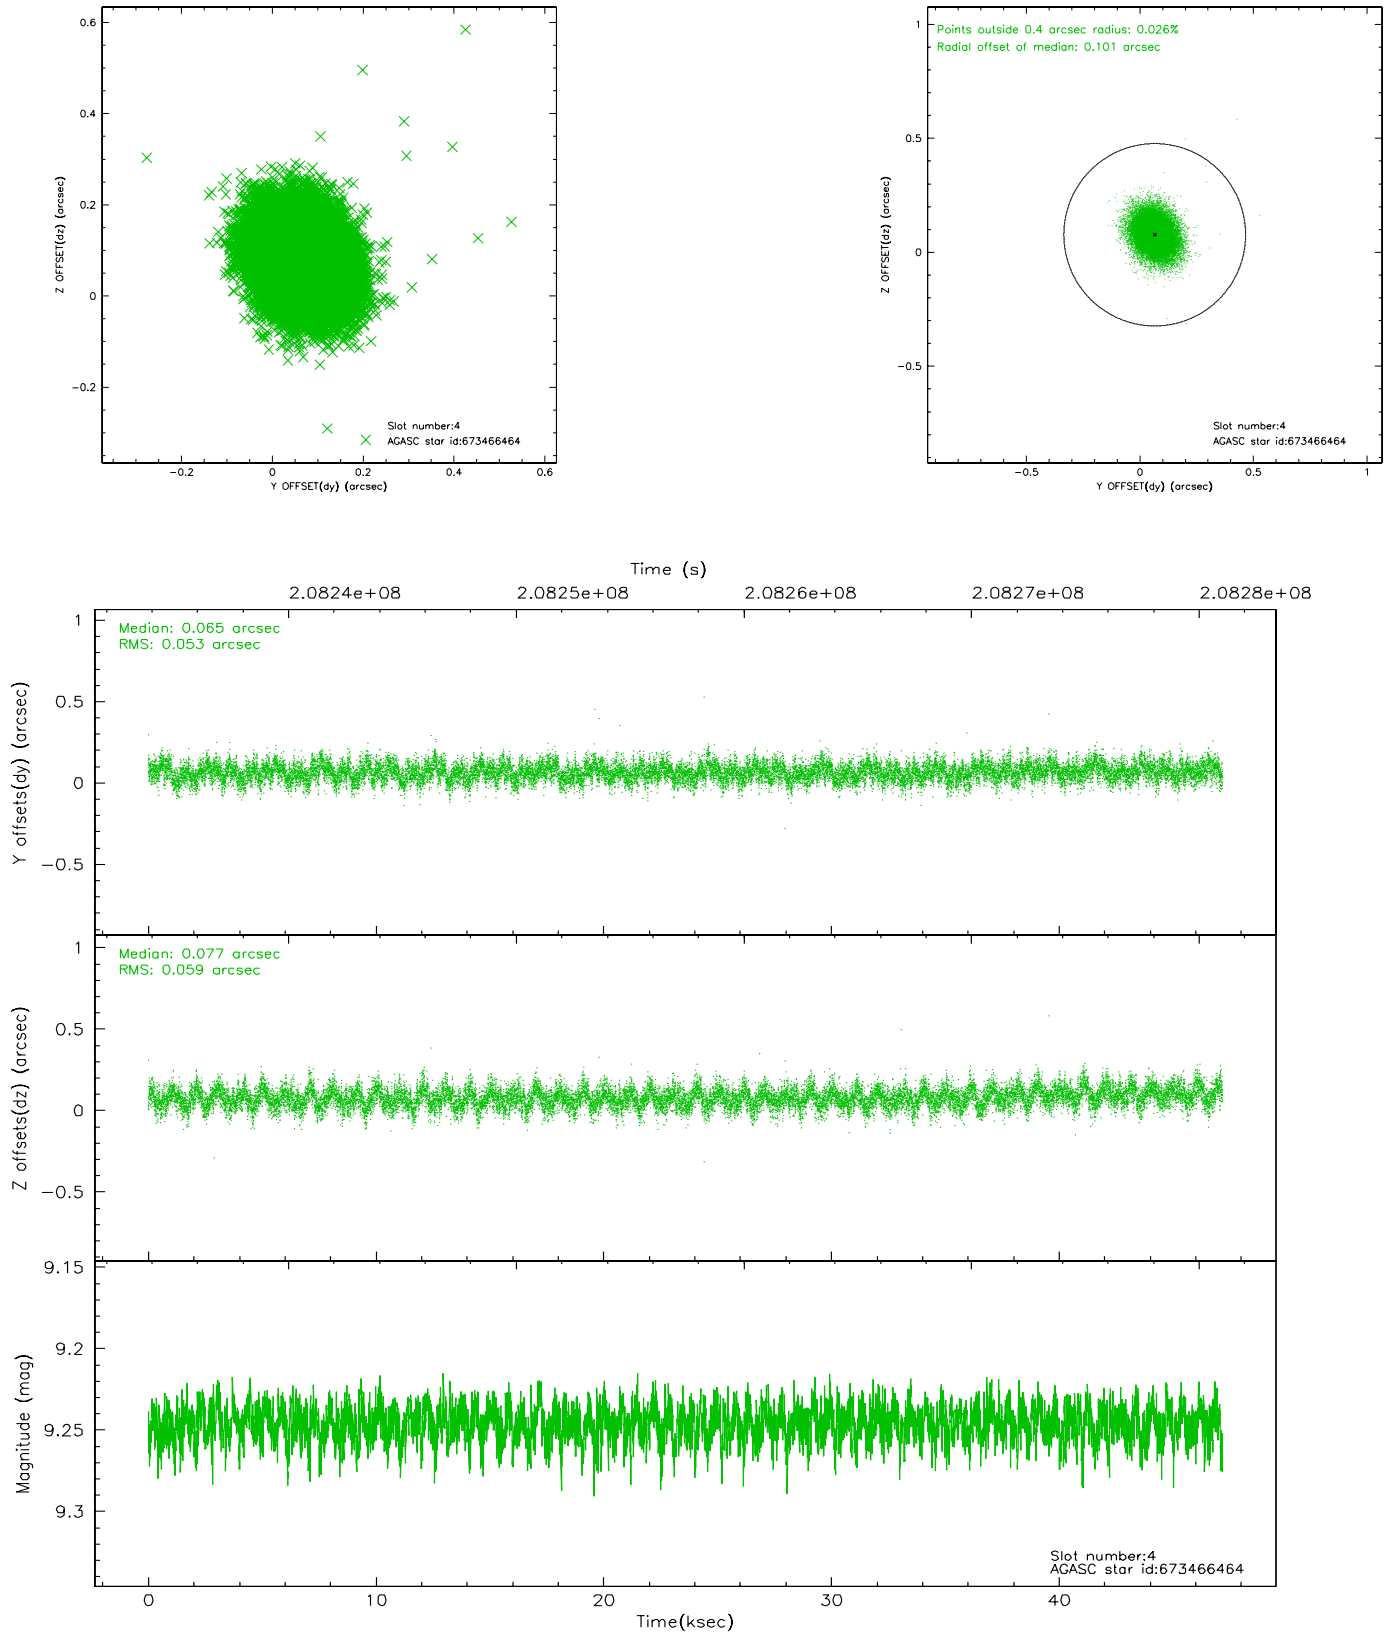 0.6
0.4
0.2
0
−0.2
−0.2
0
0.2
0.4
0.6
Z OFFSET(dz) (arcsec)
Y OFFSET(dy) (arcsec)
Slot number:4
AGASC star id:673466464
Points outside 0.4 arcsec radius: 0.026%
Radial offset of median: 0.101 arcsec
1
0.5
0
−0.5
−0.5
0
0.5
1
Z OFFSET(dz) (arcsec)
Y OFFSET(dy) (arcsec)
Slot number:4
AGASC star id:673466464
Time (s)
2.0824e+08
2.0825e+08
2.0826e+08
2.0827e+08
2.0828e+08
Median: 0.065 arcsec
RMS: 0.053 arcsec
1
0.5
0
−0.5
Y offsets(dy) (arcsec)
Median: 0.077 arcsec
RMS: 0.059 arcsec
1
0.5
0
−0.5
Z offsets(dz) (arcsec)
9.15
9.2
9.25
9.3
Magnitude (mag)
Slot number:4
AGASC star id:673466464
0
10
20
30
40
Time(ksec)